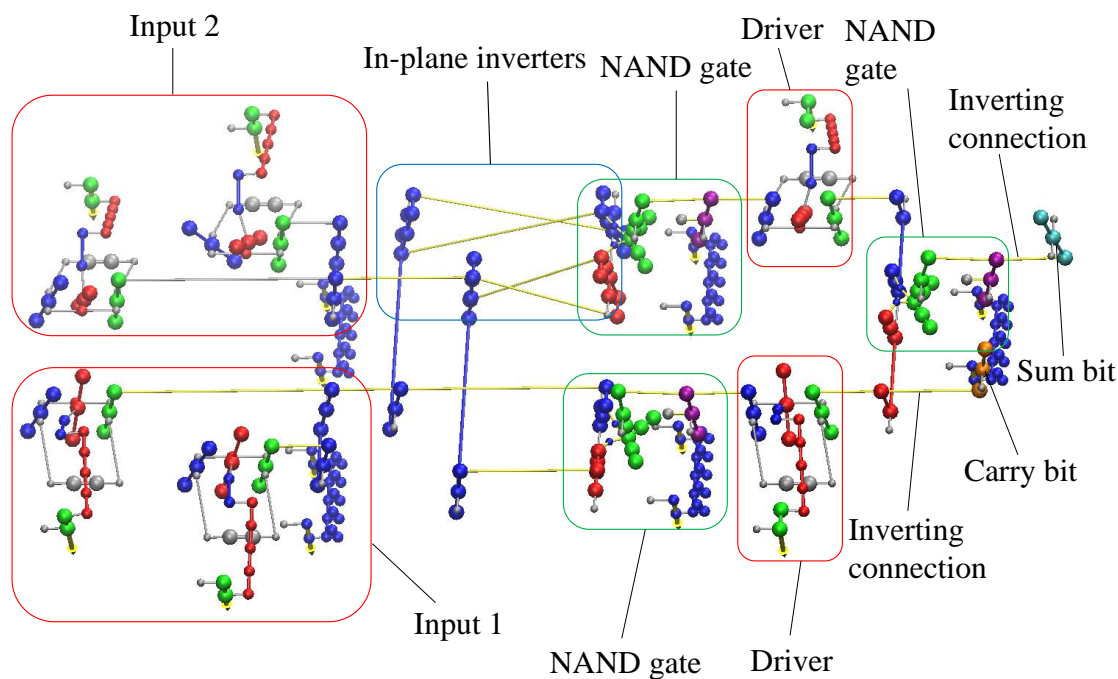 Input 2
In-plane inverters
NAND gate
Driver
NAND
gate
Inverting
connection
Sum bit
Carry bit
Inverting
connection
Input 1
NAND gate
Driver